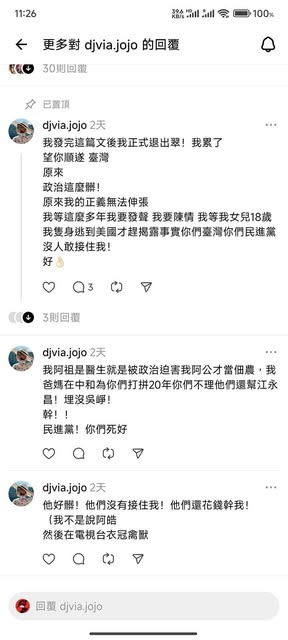 11:26
39.6 KB/S
100%
更多對 djvia.jojo 的回覆
30則回覆
已置頂
djvia.jojo 2天
我發完這篇文後我正式退出翠！我累了
望你順遂 臺灣
原來
政治這麼髒！
原來我的正義無法伸張
我等這麼多年我要發聲 我要陳情 我等我女兒18歲
我隻身逃到美國才趕揭露事實你們臺灣你們民進黨
沒人敢接住我！
好👌🏻
3
3則回覆
djvia.jojo 2天
我阿祖是醫生就是被政治迫害我阿公才當佃農，我
爸媽在中和為你們打拼20年你們不理他們還幫江永
昌！埋沒吳崢！
幹！！
民進黨！你們死好
djvia.jojo 2天
他好髒！他們沒有接住我！他們還花錢幹我！
（我不是說阿皓
然後在電視台衣冠禽獸
回覆 djvia.jojo